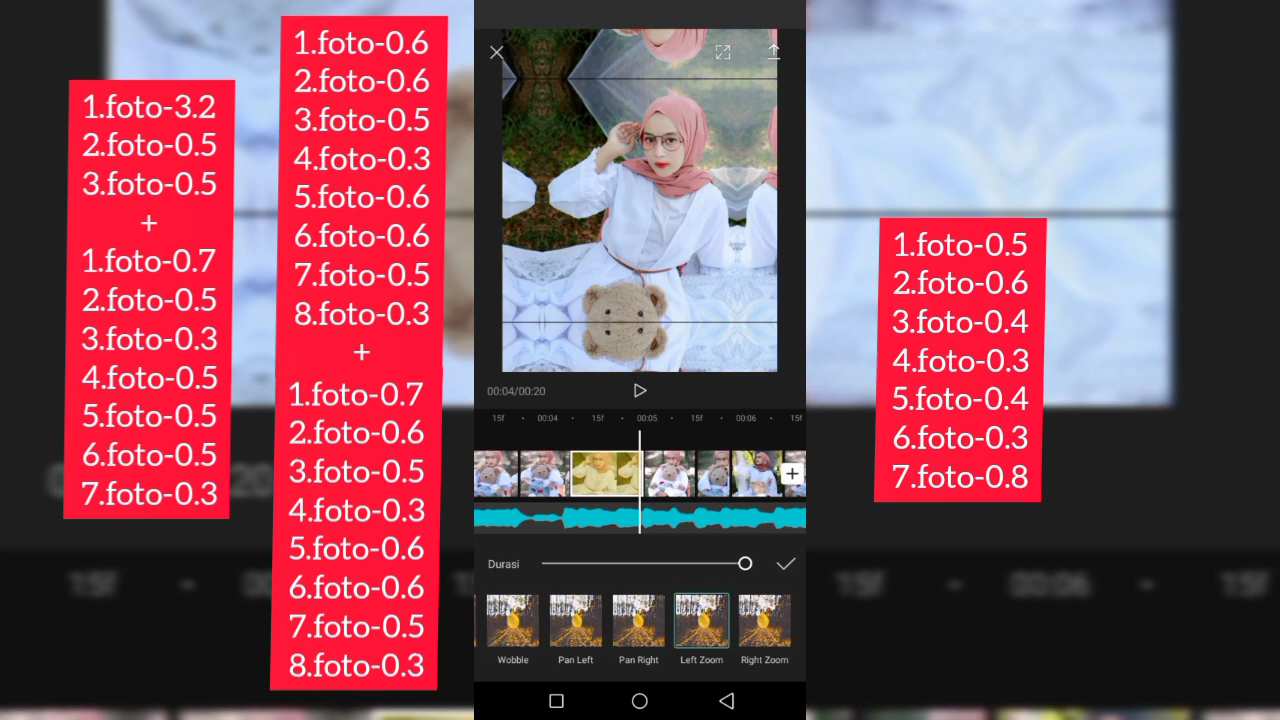 1.foto-3.2
2.foto-0.5
3.foto-0.5
+
1.foto-0.7
2.foto-0.5
3.foto-0.3
4.foto-0.5
5.foto-0.5
6.foto-0.5
7.foto-0.3
1.foto-0.6
2.foto-0.6
3.foto-0.5
4.foto-0.3
5.foto-0.6
6.foto-0.6
7.foto-0.5
8.foto-0.3
+
1.foto-0.7
2.foto-0.6
3.foto-0.5
4.foto-0.3
5.foto-0.6
6.foto-0.6
7.foto-0.5
8.foto-0.3
00:04/00:20
15f 00:04 15f 00:05 15f 00:06 15f
Durasi
Wobble Pan Left Pan Right Left Zoom Right Zoom
1.foto-0.5
2.foto-0.6
3.foto-0.4
4.foto-0.3
5.foto-0.4
6.foto-0.3
7.foto-0.8
15f 00:06 15f